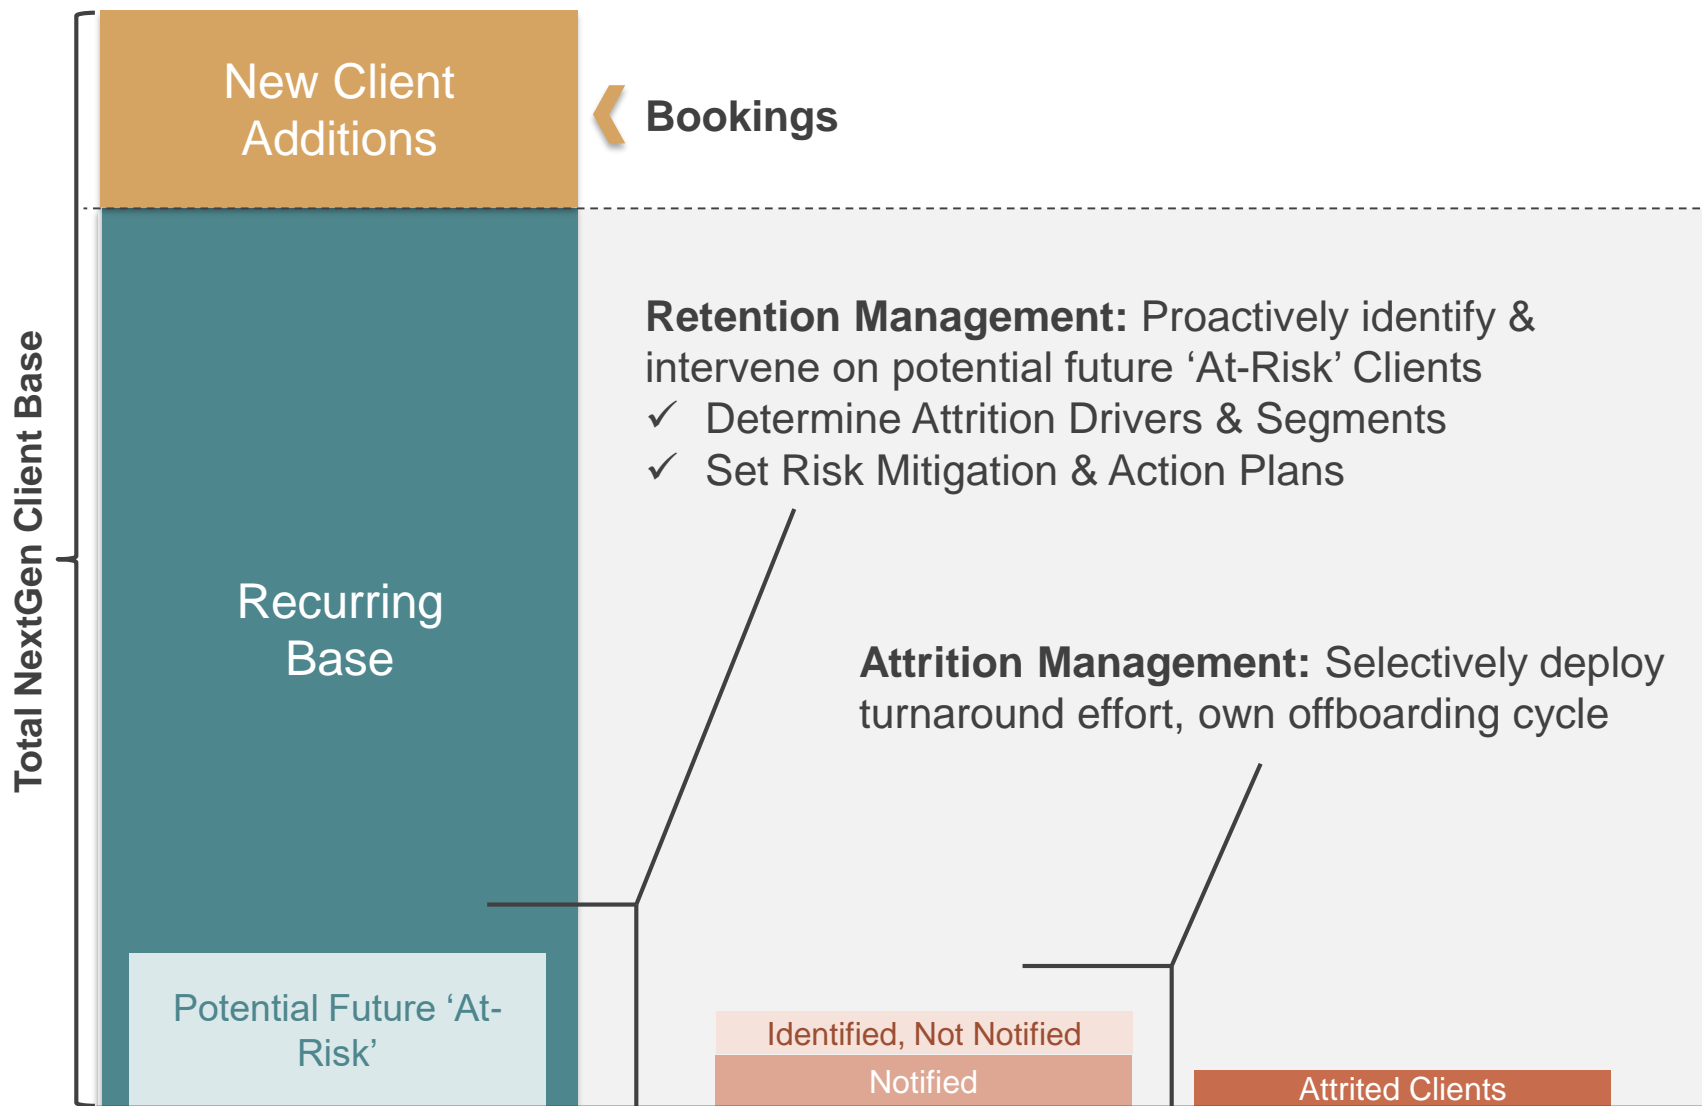 Total NextGen Client Base
New Client
Additions
Bookings
Recurring
Base
Retention Management: Proactively identify &
intervene on potential future ‘At-Risk’ Clients
✓ Determine Attrition Drivers & Segments
✓ Set Risk Mitigation & Action Plans
Attrition Management: Selectively deploy
turnaround effort, own offboarding cycle
Potential Future ‘At-
Risk’
Identified, Not Notified
Notified
Attrited Clients